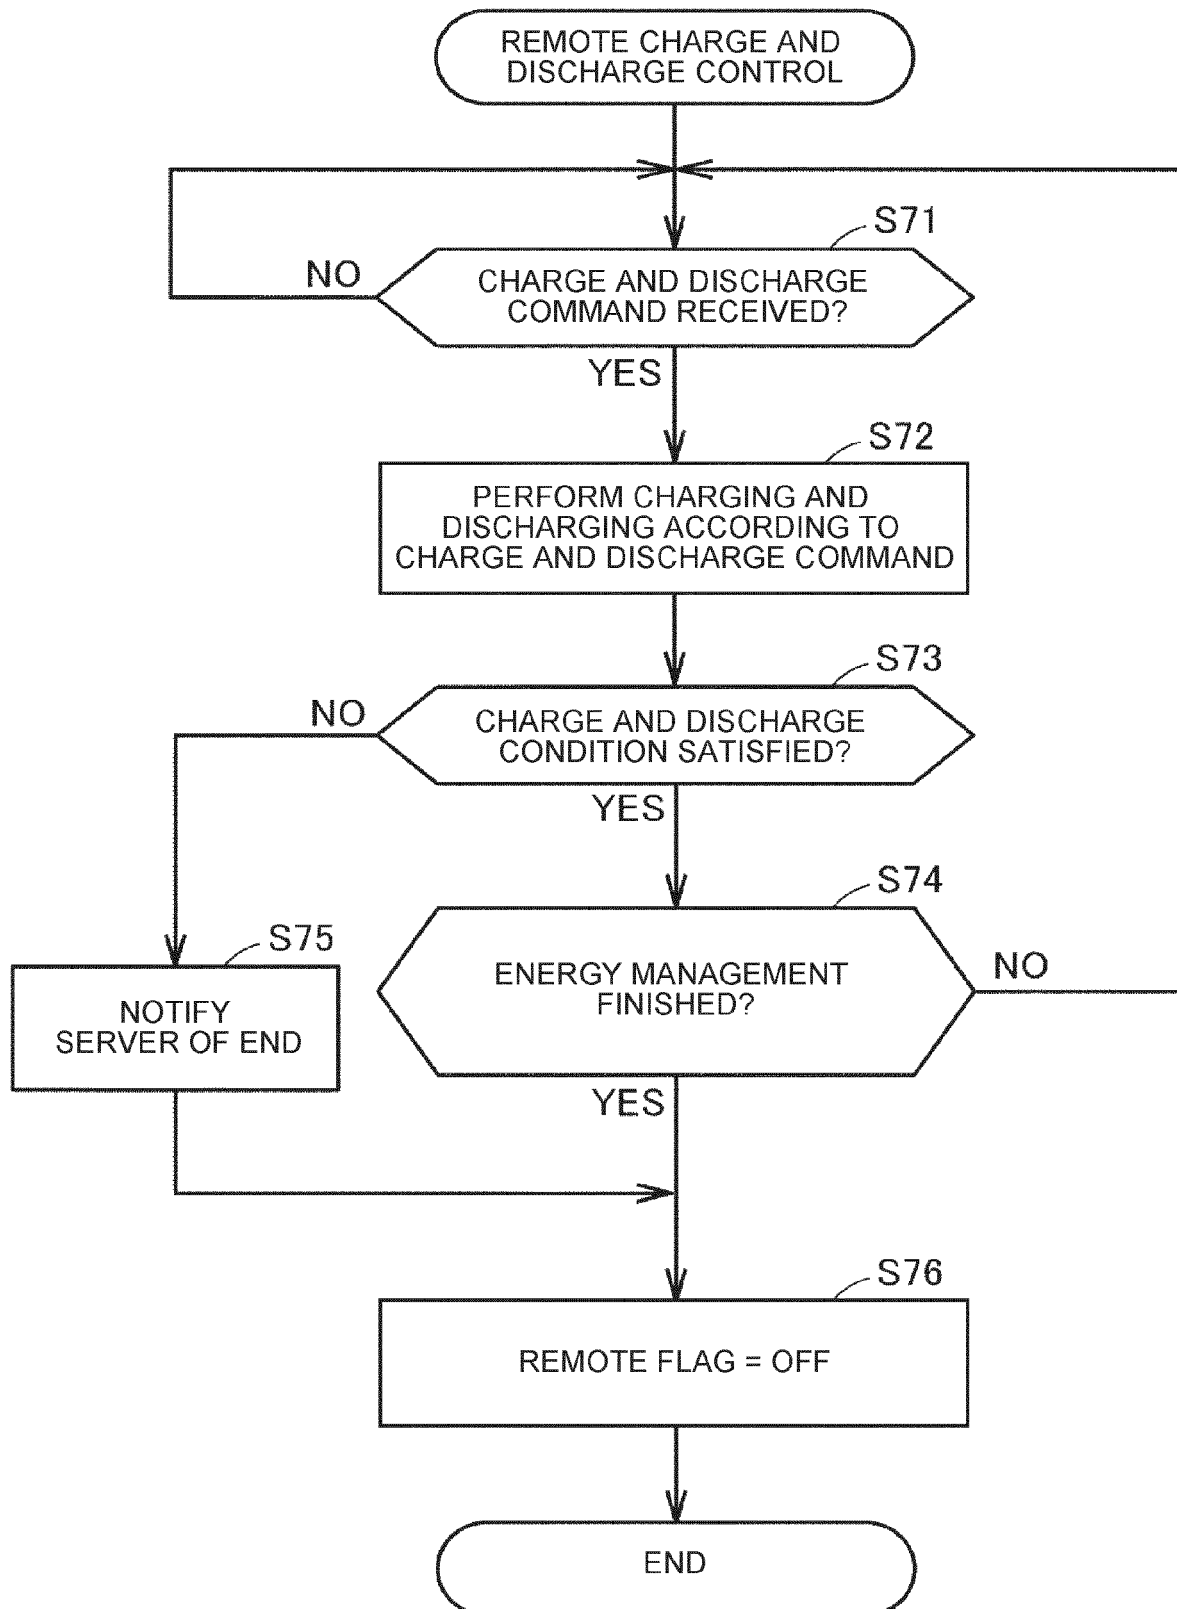 REMOTE CHARGE AND
DISCHARGE CONTROL
S71
NO
CHARGE AND DISCHARGE
COMMAND RECEIVED?
YES
S72
PERFORM CHARGING AND
DISCHARGING ACCORDING TO
CHARGE AND DISCHARGE COMMAND
S73
NO
CHARGE AND DISCHARGE
CONDITION SATISFIED?
YES
S74
ENERGY MANAGEMENT
FINISHED?
NO
S75
NOTIFY
SERVER OF END
YES
S76
REMOTE FLAG = OFF
END